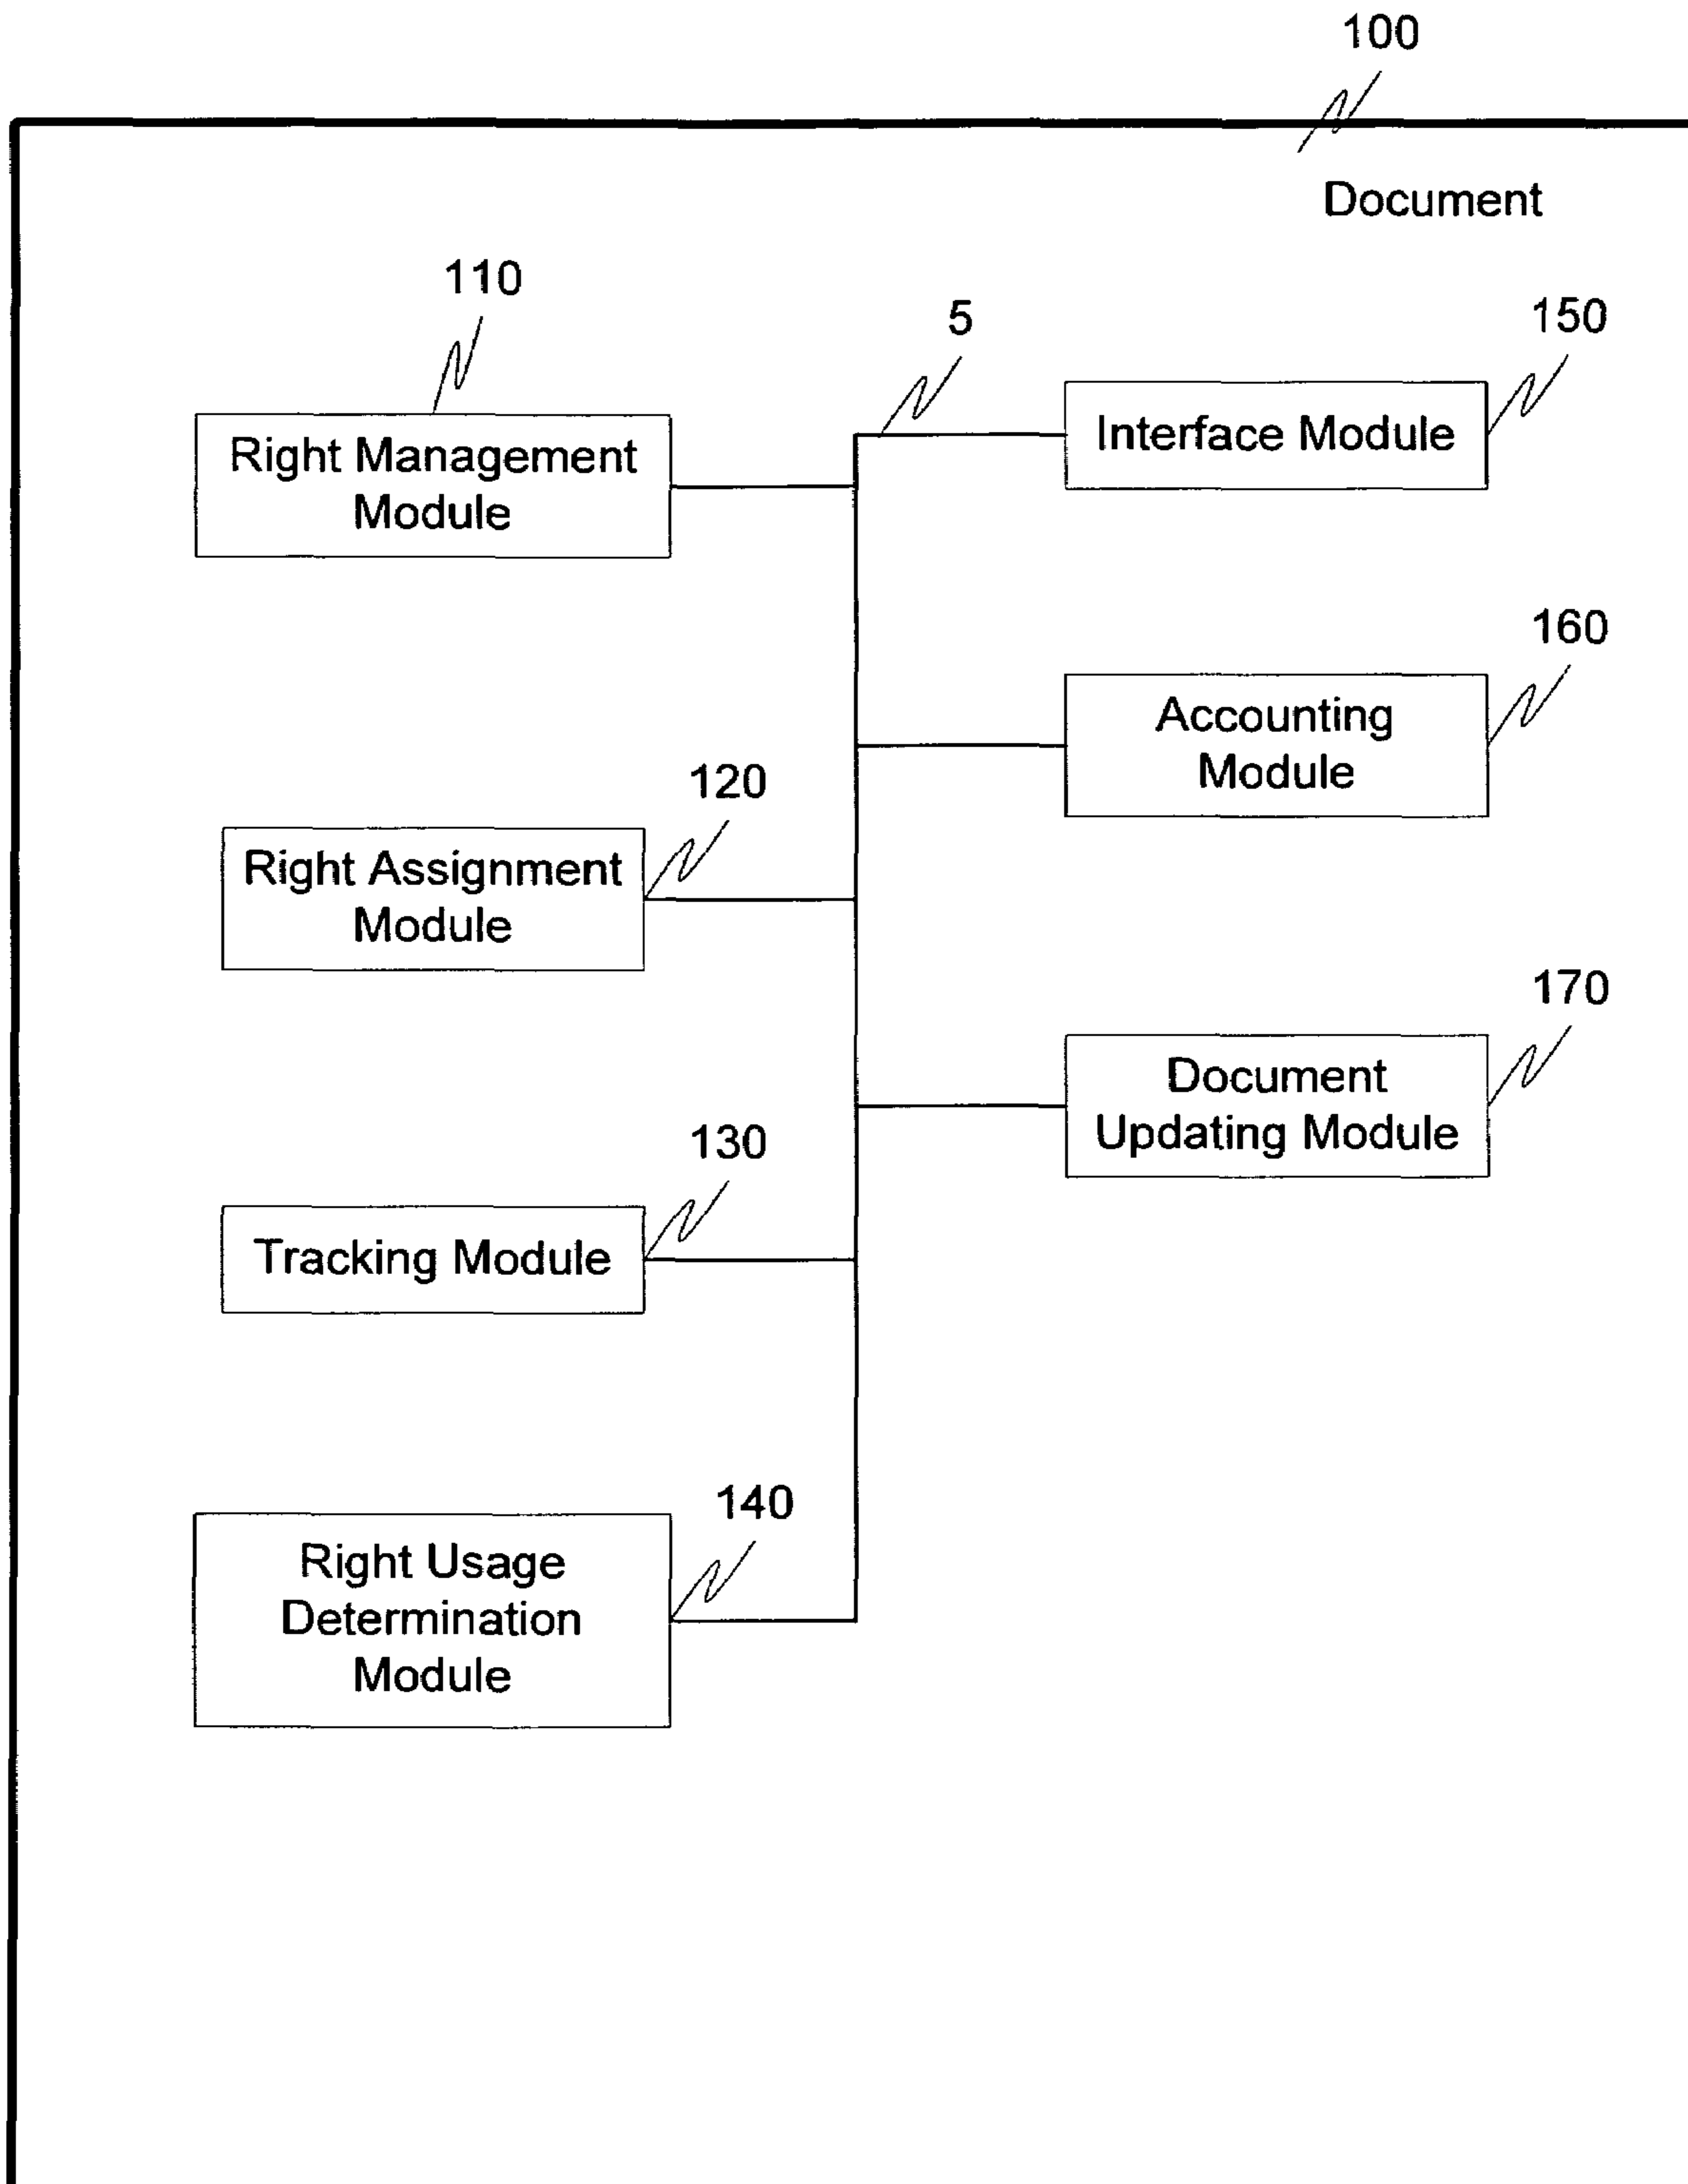 100
Document
110
5
150
Right Management
Module
Interface Module
160
Accounting
Module
120
Right Assignment
Module
170
Document
Updating Module
130
Tracking Module
140
Right Usage
Determination
Module